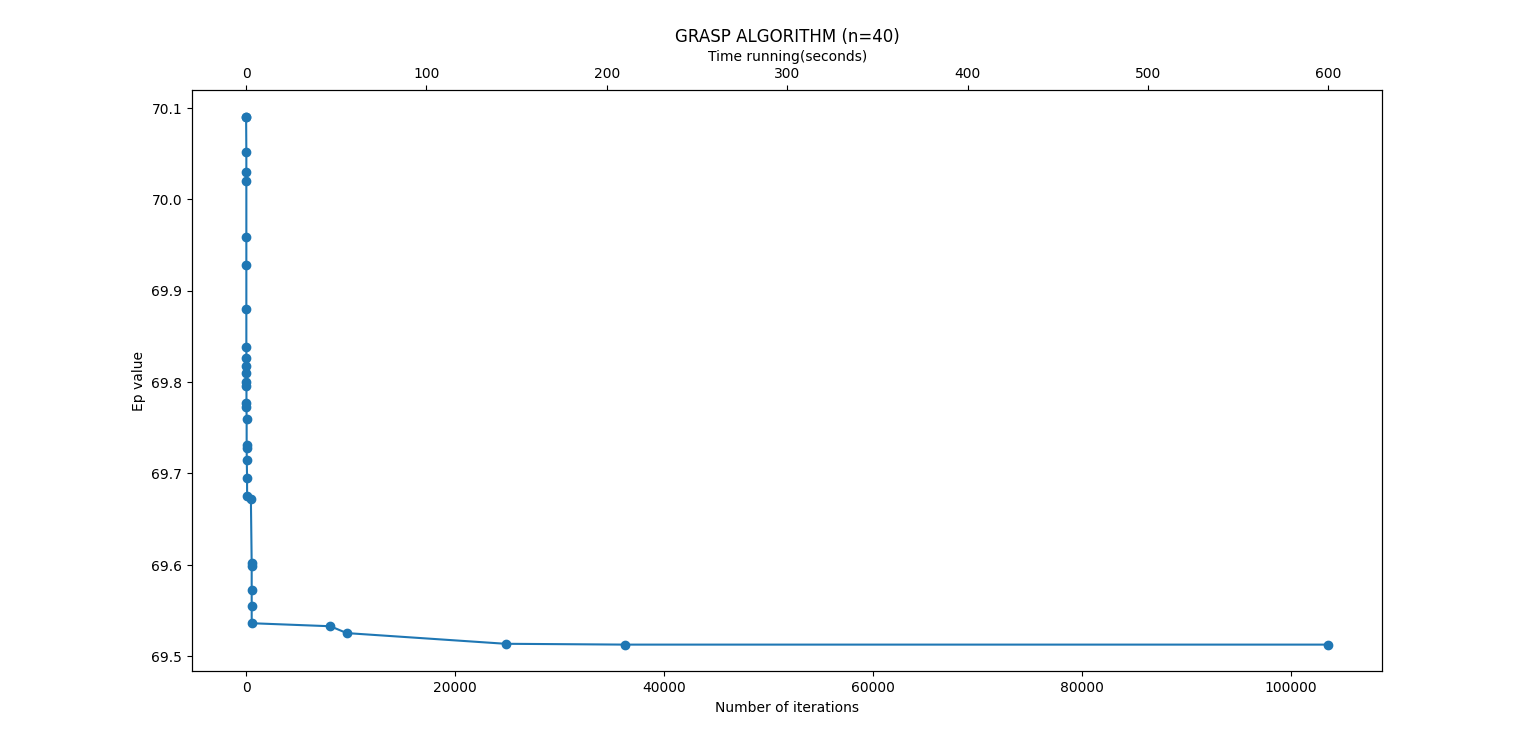 GRASP ALGORITHM (n=40)
Time running(seconds)
0 100 200 300 400 500 600
70.1
70.0
69.9
69.8
69.7
69.6
69.5
Ep value
0 20000 40000 60000 80000 100000
Number of iterations